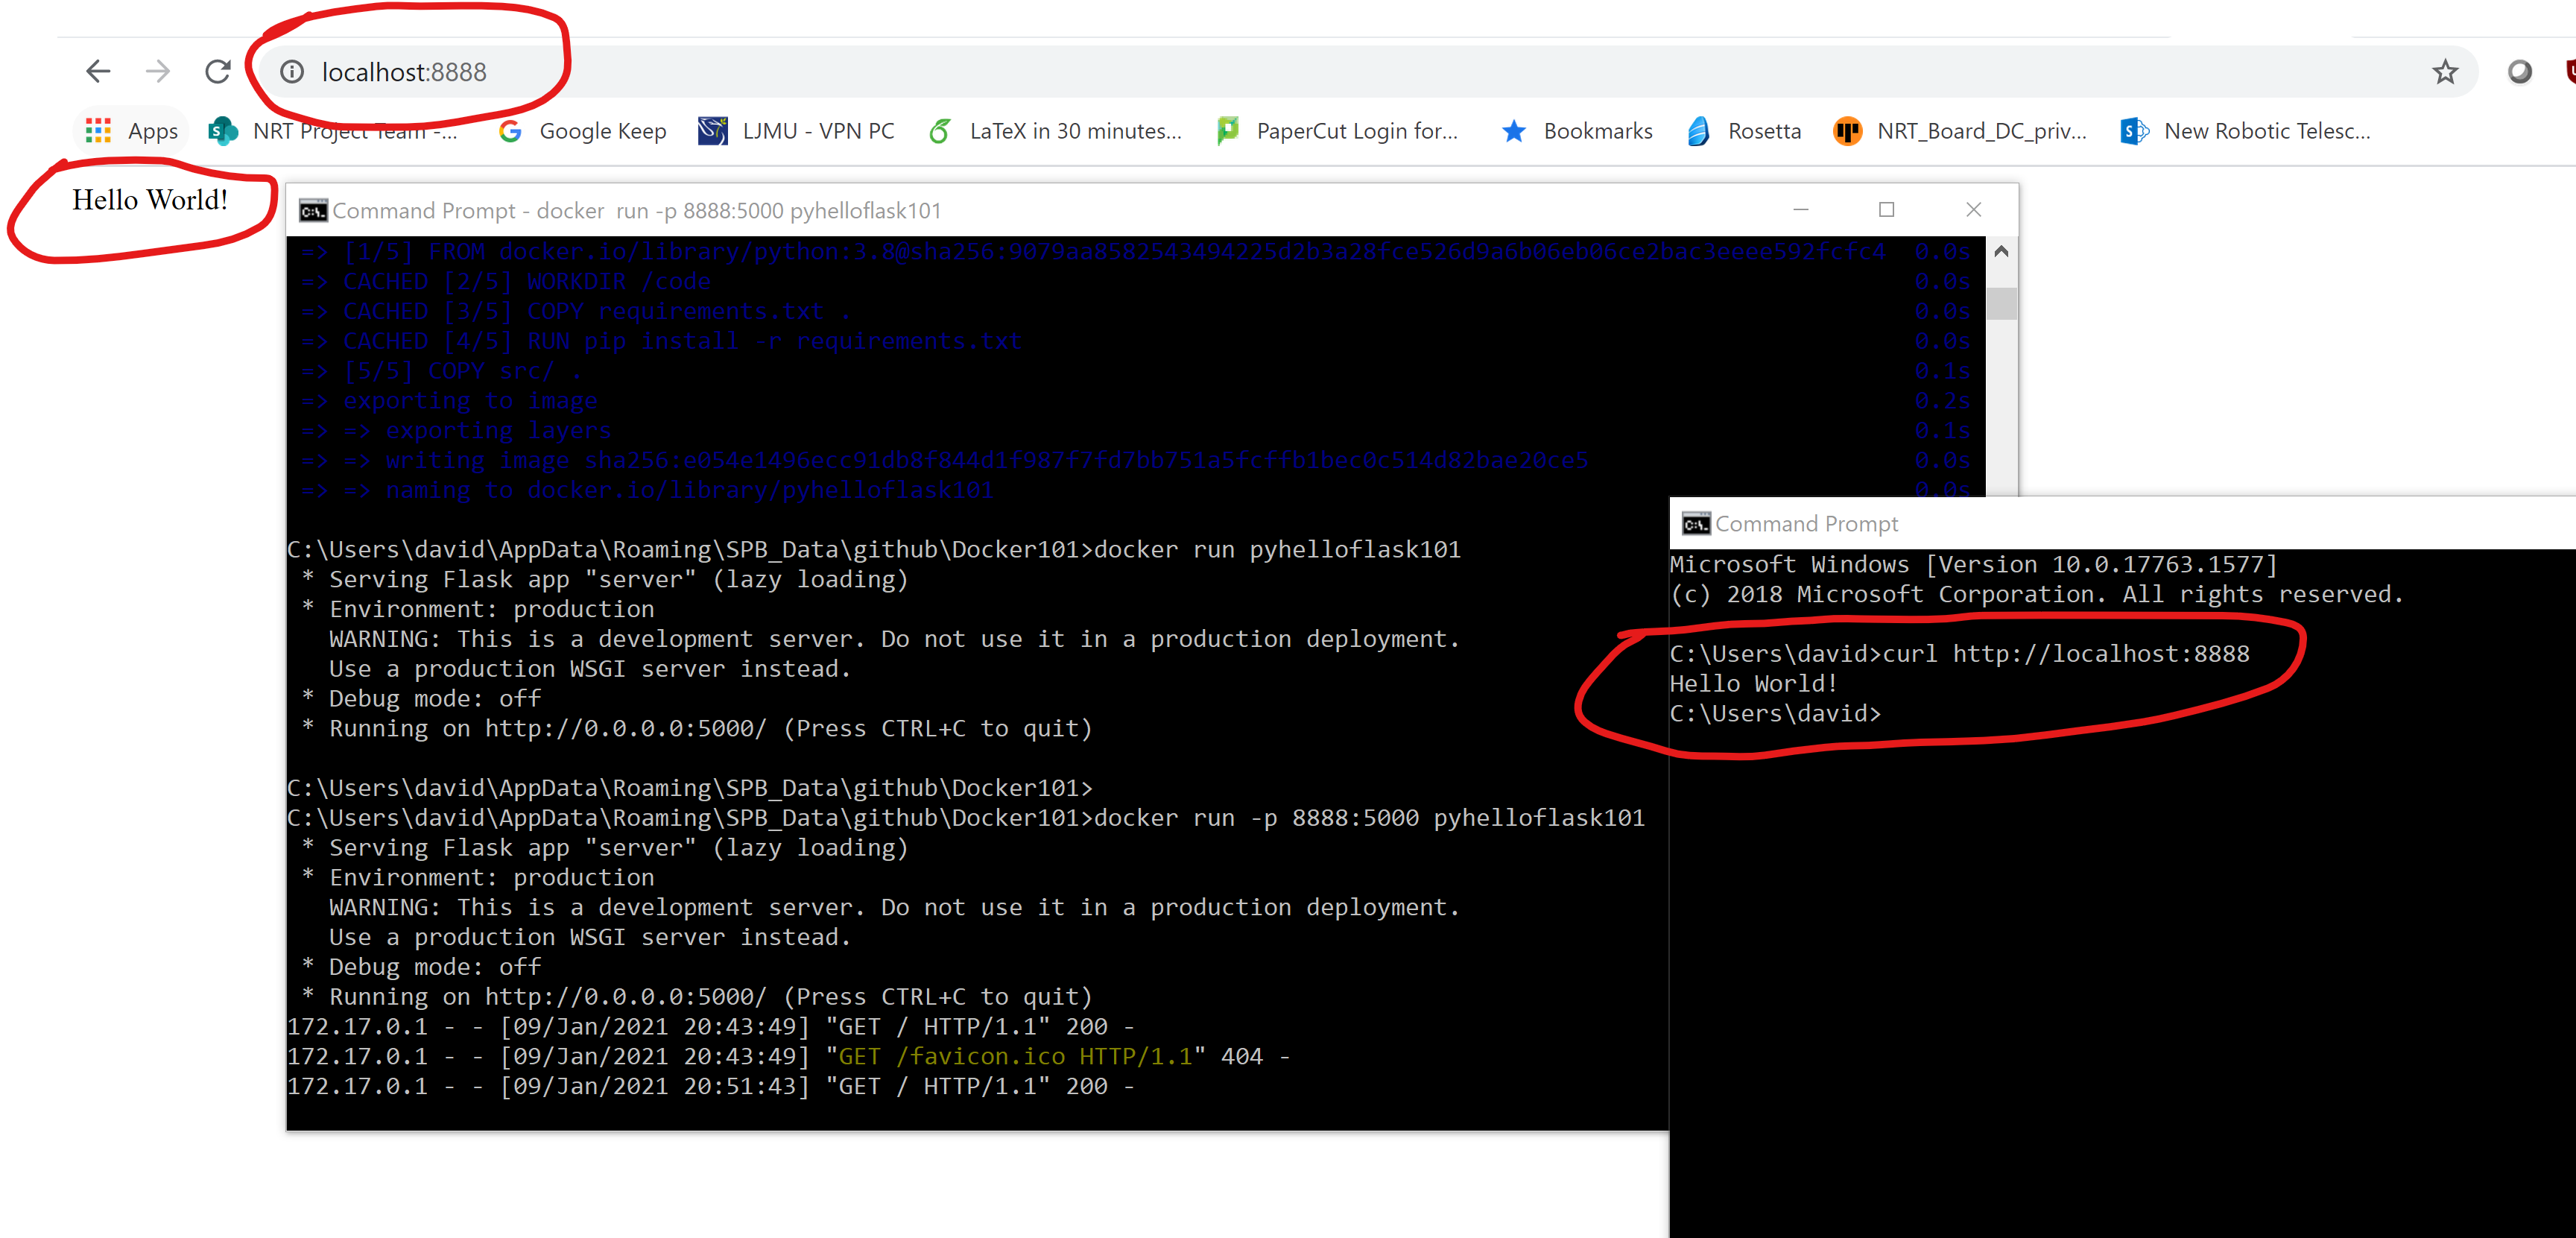 localhost:8888
Apps
NRT Project Team -...
Google Keep
LJMU - VPN PC
LaTeX in 30 minutes...
PaperCut Login for...
Bookmarks
Rosetta
NRT_Board_DC_priv...
New Robotic Telesc...
Hello World!
Command Prompt - docker  run -p 8888:5000 pyhelloflask101
=> [1/5] FROM docker.io/library/python:3.8@sha256:9079aa8582543494225d2b3a28fce526d9a6b06eb06ce2bac3eeee592fcfc4 0.0s
=> CACHED [2/5] WORKDIR /code 0.0s
=> CACHED [3/5] COPY requirements.txt . 0.0s
=> CACHED [4/5] RUN pip install -r requirements.txt 0.0s
=> [5/5] COPY src/ . 0.1s
=> exporting to image 0.2s
=> => exporting layers 0.1s
=> => writing image sha256:e054e1496ecc91db8f844d1f987f7fd7bb751a5fcffb1bec0c514d82bae20ce5 0.0s
=> => naming to docker.io/library/pyhelloflask101 0.0s
C:\Users\david\AppData\Roaming\SPB_Data\github\Docker101>docker run pyhelloflask101
* Serving Flask app "server" (lazy loading)
* Environment: production
WARNING: This is a development server. Do not use it in a production deployment.
Use a production WSGI server instead.
* Debug mode: off
* Running on http://0.0.0.0:5000/ (Press CTRL+C to quit)
C:\Users\david\AppData\Roaming\SPB_Data\github\Docker101>
C:\Users\david\AppData\Roaming\SPB_Data\github\Docker101>docker run -p 8888:5000 pyhelloflask101
* Serving Flask app "server" (lazy loading)
* Environment: production
WARNING: This is a development server. Do not use it in a production deployment.
Use a production WSGI server instead.
* Debug mode: off
* Running on http://0.0.0.0:5000/ (Press CTRL+C to quit)
172.17.0.1 - - [09/Jan/2021 20:43:49] "GET / HTTP/1.1" 200 -
172.17.0.1 - - [09/Jan/2021 20:43:49] "GET /favicon.ico HTTP/1.1" 404 -
172.17.0.1 - - [09/Jan/2021 20:51:43] "GET / HTTP/1.1" 200 -
Command Prompt
Microsoft Windows [Version 10.0.17763.1577]
(c) 2018 Microsoft Corporation. All rights reserved.
C:\Users\david>curl http://localhost:8888
Hello World!
C:\Users\david>